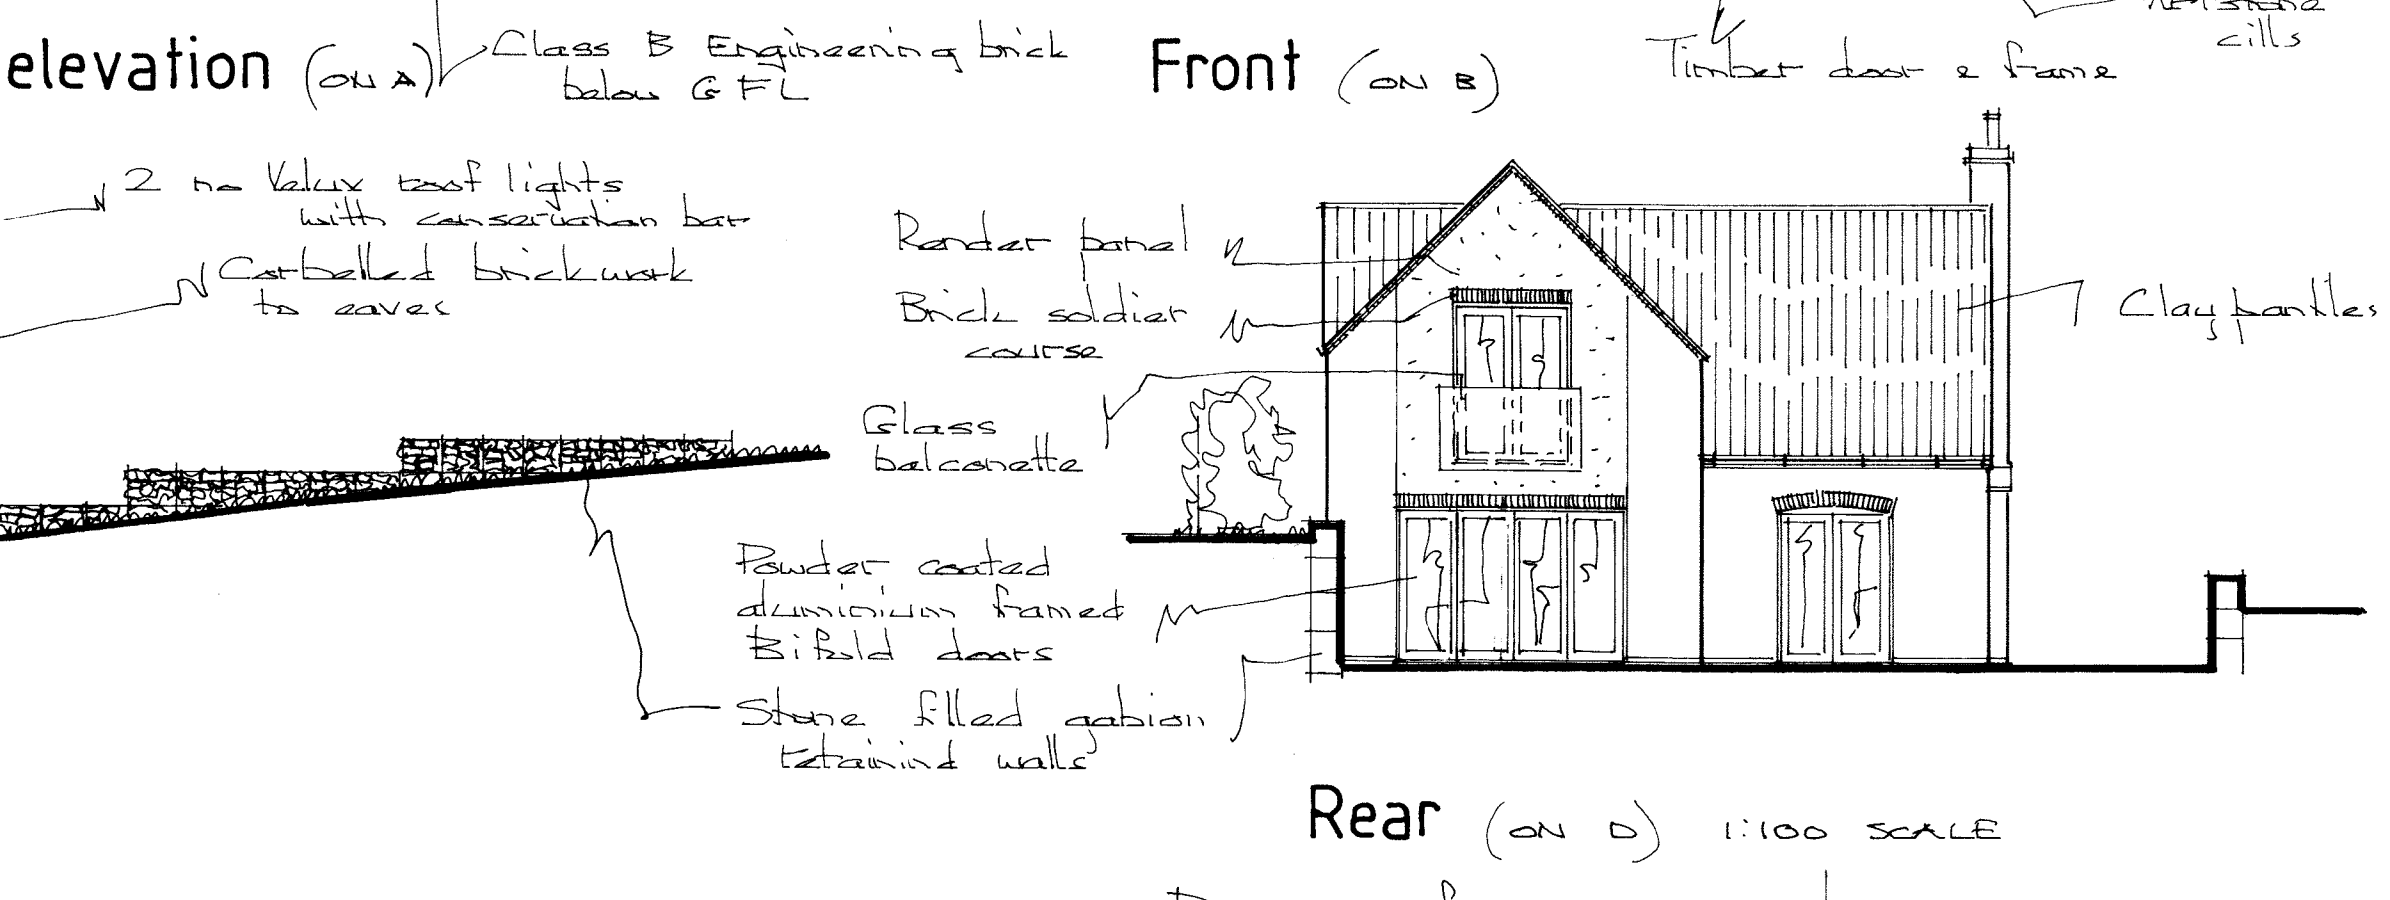 elevation (ON A)
Class B Engineering brick
below GFL
Front (ON B)
Timber door & frame
cills
2 no Velux roof lights
with conservation bar
Corbelled brickwork
to eaves
Render panel
Brick soldier
course
Clay pantiles
Glass
balconette
Powder coated
aluminium framed
Bifold doors
Stone filled gabion
retainind walls
Rear (ON D) 1:100 SCALE